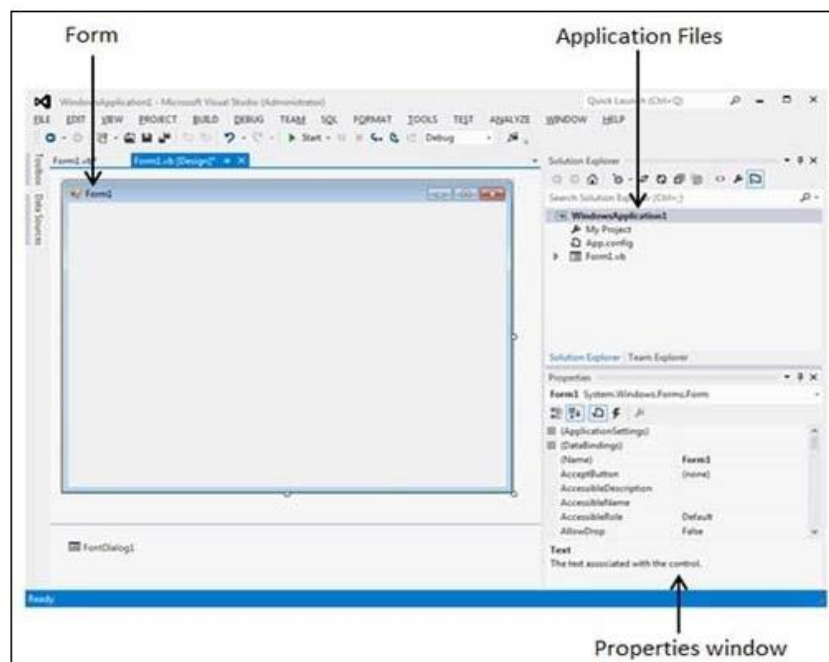 Form
Application Files
WindowsApplication1 - Microsoft Visual Studio (Administrator)
Quick Launch (Ctrl+Q)
FILE EDIT VIEW PROJECT BUILD DEBUG TEAM SQL FORMAT TOOLS TEST ANALYZE WINDOW HELP
Start
Debug
Toolbox
Data Sources
Form1.vb*
Form1.vb [Design]*
Form1
FontDialog1
Solution Explorer
Search Solution Explorer (Ctrl+;)
WindowsApplication1
My Project
App.config
Form1.vb
Solution Explorer Team Explorer
Properties
Form1 System.Windows.Forms.Form
(ApplicationSettings)
(DataBindings)
(Name) Form1
AcceptButton (none)
AccessibleDescription
AccessibleName
AccessibleRole Default
AllowDrop False
Text
The text associated with the control.
Ready
Properties window